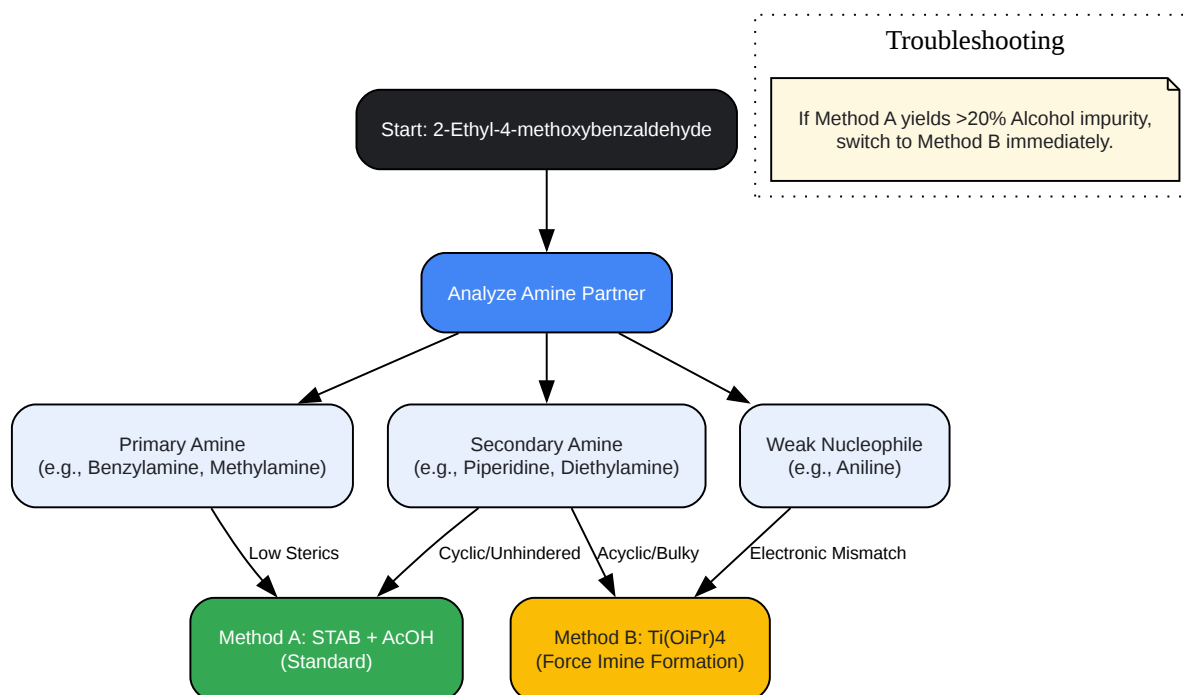 Troubleshooting
If Method A yields >20% Alcohol impurity,
switch to Method B immediately.
Start: 2-Ethyl-4-methoxybenzaldehyde
Analyze Amine Partner
Primary Amine
(e.g., Benzylamine, Methylamine)
Secondary Amine
(e.g., Piperidine, Diethylamine)
Weak Nucleophile
(e.g., Aniline)
Low Sterics
Cyclic/Unhindered
Acyclic/Bulky
Electronic Mismatch
Method A: STAB + AcOH
(Standard)
Method B: Ti(OiPr)4
(Force Imine Formation)